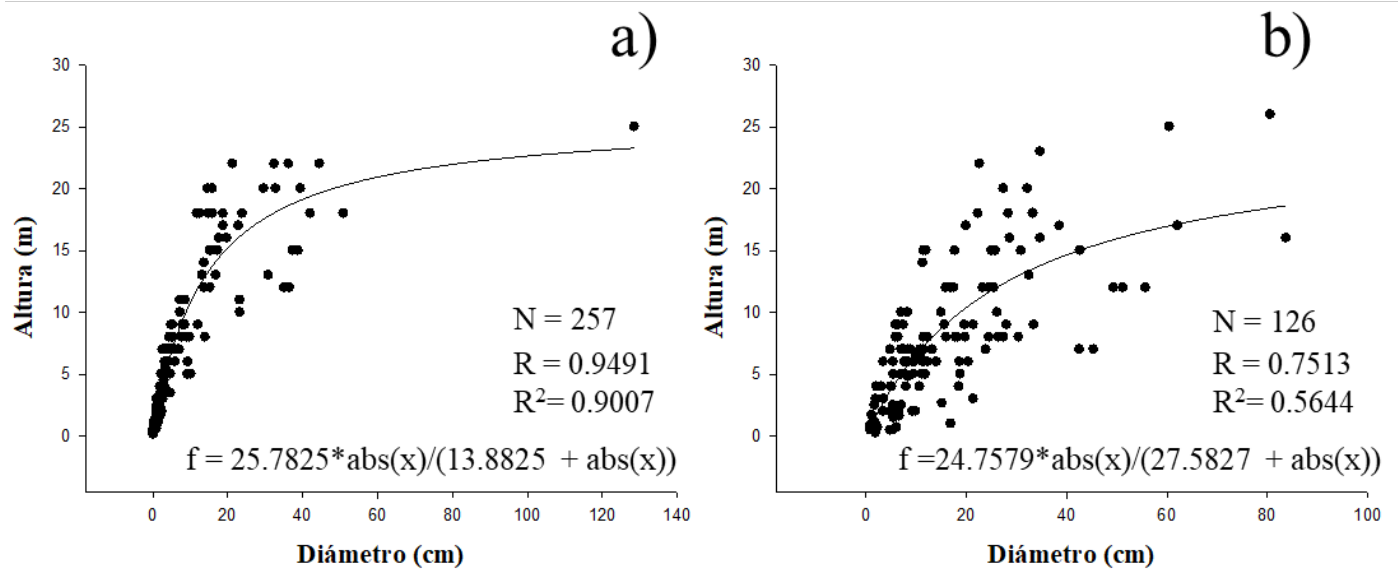 a)
30
25
20
15
10
5
0
Altura (m)
N = 257
R = 0.9491
R²= 0.9007
f = 25.7825*abs(x)/(13.8825 + abs(x))
0 20 40 60 80 100 120 140
Diámetro (cm)
b)
30
25
20
15
10
5
0
Altura (m)
N = 126
R = 0.7513
R²= 0.5644
f =24.7579*abs(x)/(27.5827 + abs(x))
0 20 40 60 80 100
Diámetro (cm)